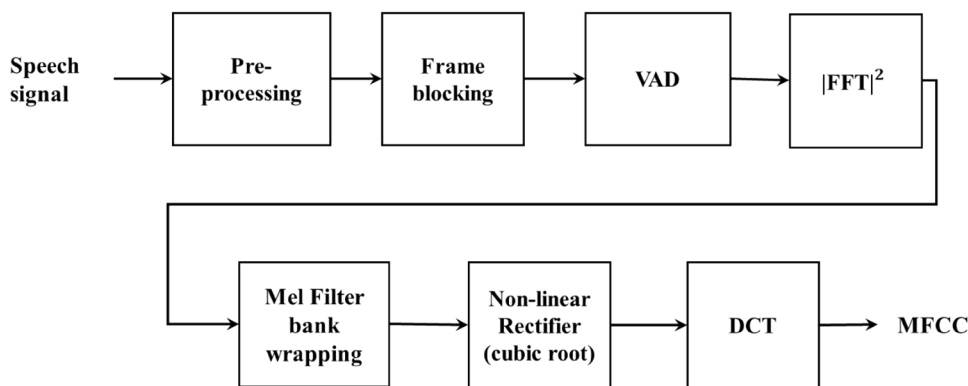 Speech
signal
Pre-
processing
Frame
blocking
VAD
|FFT|²
Mel Filter
bank
wrapping
Non-linear
Rectifier
(cubic root)
DCT
MFCC